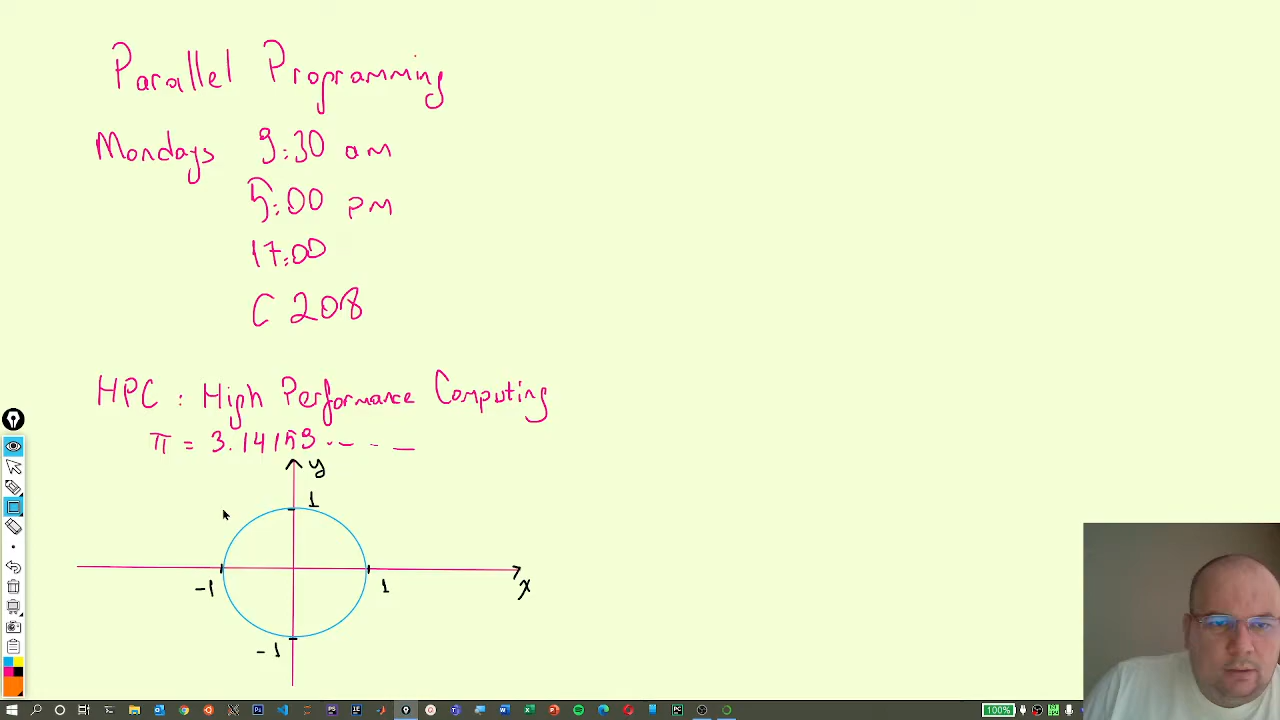 Parallel Programming
Mondays 9:30 am
5:00 pm
17:00
C 208
HPC : High Performance Computing
π = 3.14159.....
y
1
-1
1
x
-1
100%